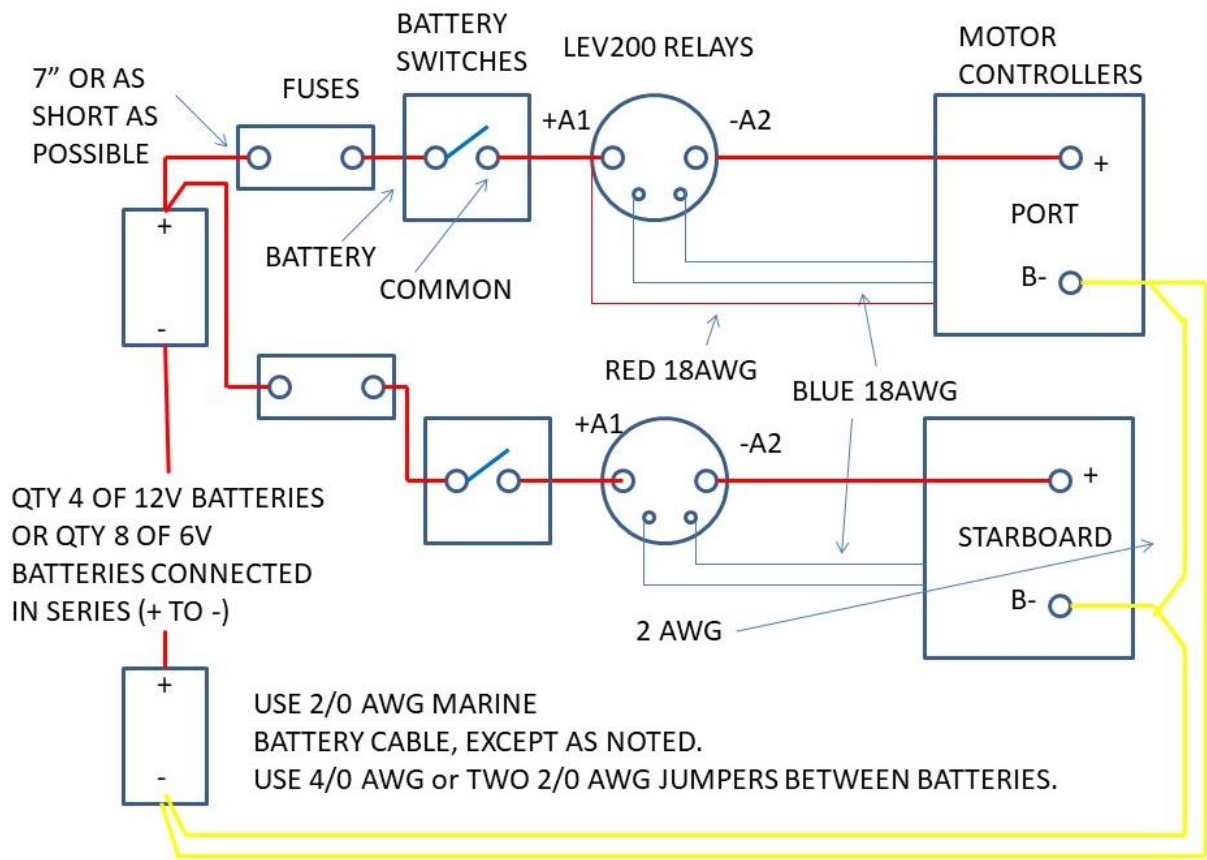 BATTERY
SWITCHES
LEV200 RELAYS
MOTOR
CONTROLLERS
7” OR AS
SHORT AS
POSSIBLE
FUSES
+A1
-A2
+
PORT
B-
+
-
BATTERY
COMMON
RED 18AWG
BLUE 18AWG
+A1
-A2
+
STARBOARD
B-
2 AWG
QTY 4 OF 12V BATTERIES
OR QTY 8 OF 6V
BATTERIES CONNECTED
IN SERIES (+ TO -)
+
-
USE 2/0 AWG MARINE
BATTERY CABLE, EXCEPT AS NOTED.
USE 4/0 AWG or TWO 2/0 AWG JUMPERS BETWEEN BATTERIES.